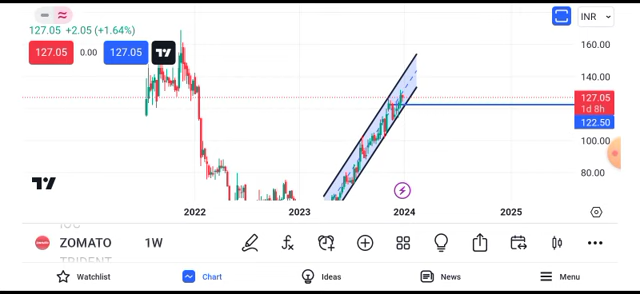 127.05 +2.05 (+1.64%)
INR
127.05 0.00 127.05
160.00
140.00
127.05
1d 8h
122.50
100.00
80.00
2022 2023 2024 2025
ZOMATO 1W
TRIDENT
Watchlist Chart Ideas News Menu